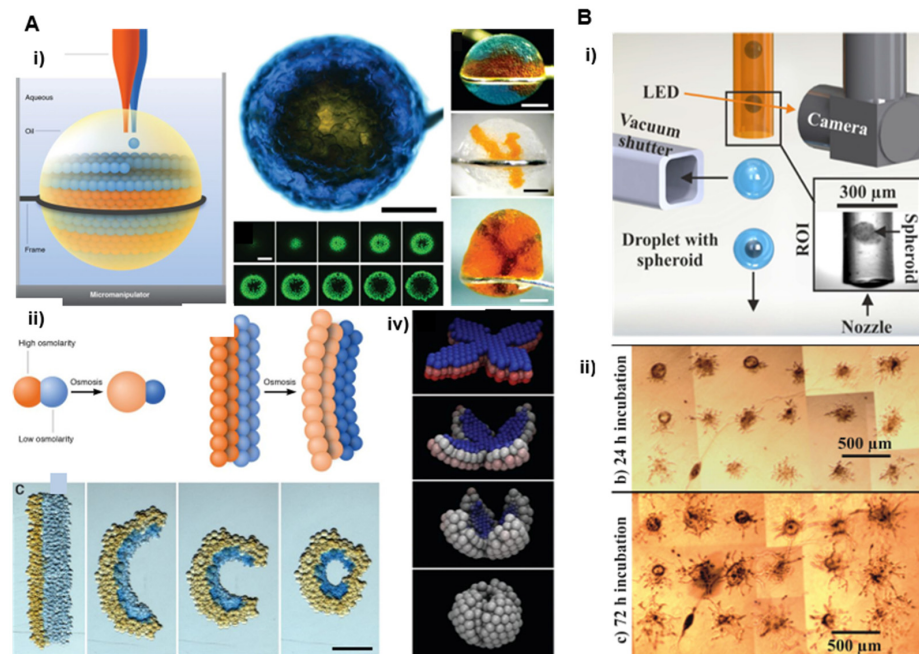 A
i)
Aqueous
Oil
Frame
Micromanipulator
ii)
High osmolarity
Osmosis
Low osmolarity
Osmosis
C
iv)
B
i)
LED
Camera
Vacuum
shutter
300 µm
ROI
Spheroid
Droplet with
spheroid
Nozzle
ii)
b) 24 h incubation
500 µm
c) 72 h incubation
500 µm